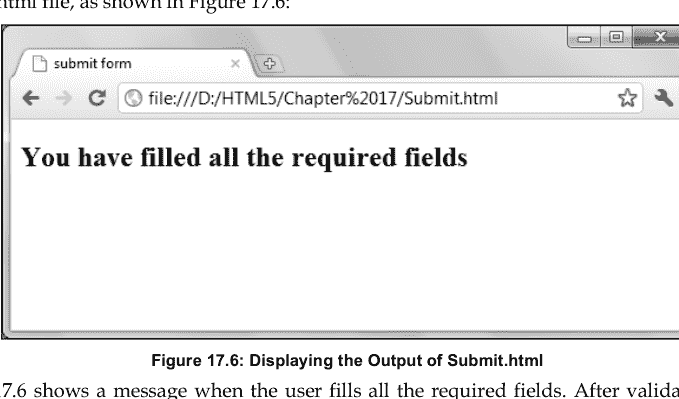 html file, as shown in Figure 17.6:
submit form
file:///D:/HTML5/Chapter%2017/Submit.html
You have filled all the required fields
Figure 17.6: Displaying the Output of Submit.html
17.6 shows a message when the user fills all the required fields. After valida